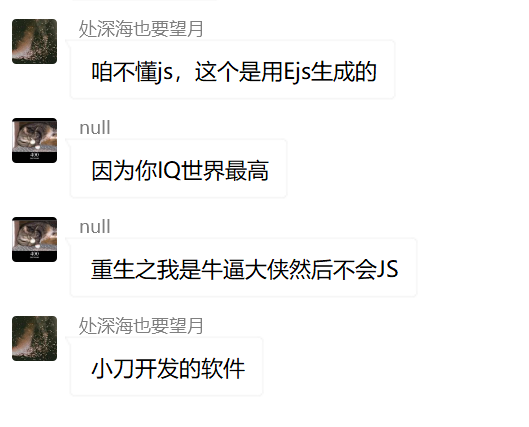 处深海也要望月
咱不懂js，这个是用Ejs生成的
null
因为你IQ世界最高
null
重生之我是牛逼大侠然后不会JS
处深海也要望月
小刀开发的软件